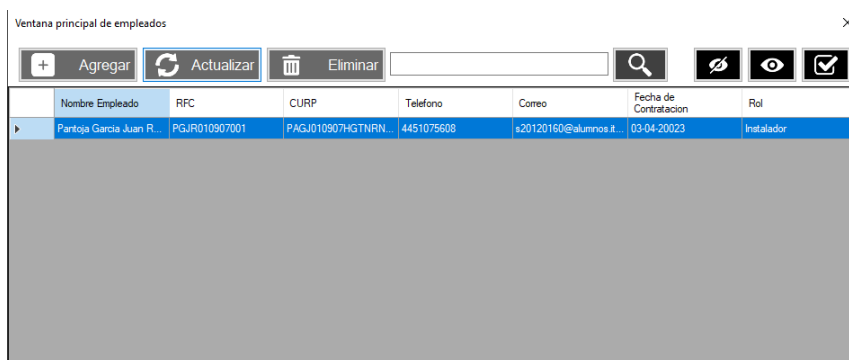 Ventana principal de empleados
Agregar Actualizar Eliminar
Nombre Empleado RFC CURP Telefono Correo Fecha de Contratacion Rol
Pantoja Garcia Juan R... PGJR010907001 PAGJ010907HGTNRN... 4451075608 s20120160@alumnos.it... 03-04-20023 Instalador